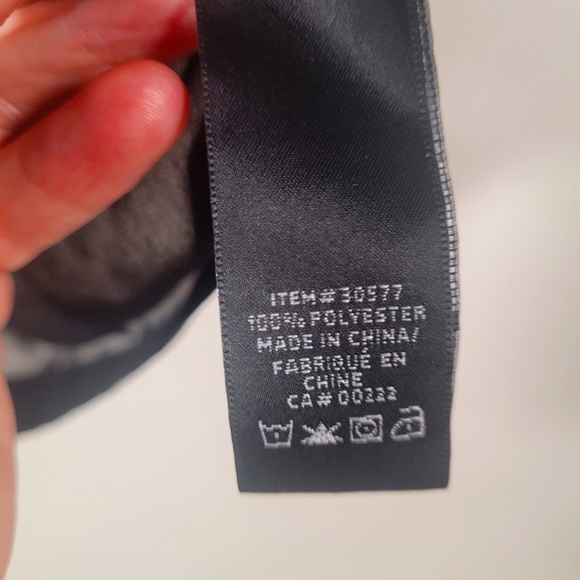 ITEM# 30577
100% POLYESTER
MADE IN CHINA/
FABRIQUÉ EN
CHINE
CA# 00222